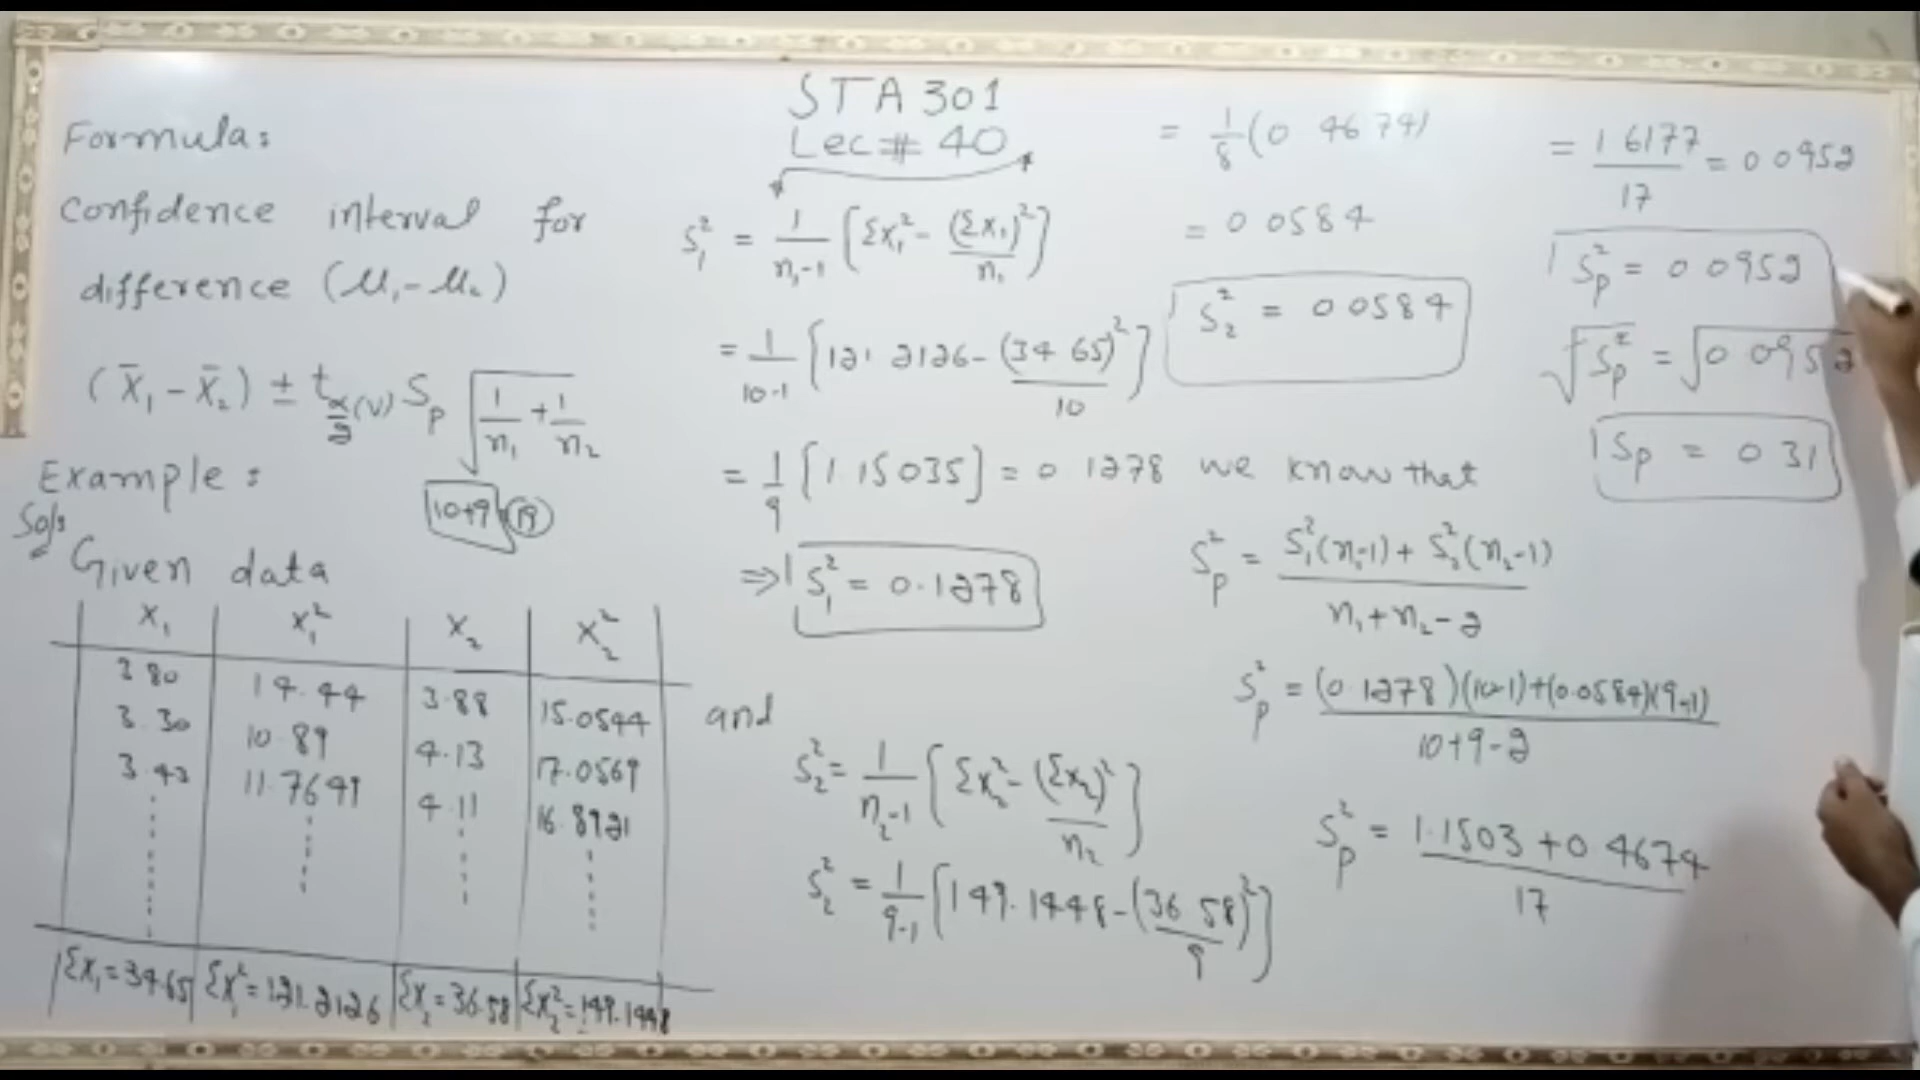 STA 301
Lec# 40
Formula:
Confidence interval for
difference (μ₁-μ₂)
(x̄₁-x̄₂) ± t_{α/2}(v) Sp √(1/n₁ + 1/n₂)
Example:
10+9 19
Sol:
Given data
x₁ x₁² x₂ x₂²
3.80 14.44 3.88 15.0544
3.30 10.89 4.13 17.0569
3.43 11.7649 4.11 16.8921
Σx₁=34.65 Σx₁²=121.2126 Σx₂=36.58 Σx₂²=149.1448
S₁² = 1/(n₁-1) [Σx₁² - (Σx₁)²/n₁]
= 1/(10-1) [121.2126 - (34.65)²/10]
= 1/9 [1.15035] = 0.1278
⇒ S₁² = 0.1278
and
S₂² = 1/(n₂-1) [Σx₂² - (Σx₂)²/n₂]
S₂² = 1/(9-1) [149.1448 - (36.58)²/9]
= 1/8 (0.4674)
= 0.0584
S₂² = 0.0584
we know that
Sp² = (S₁²(n₁-1) + S₂²(n₂-1))/(n₁+n₂-2)
Sp² = ((0.1278)(10-1)+(0.0584)(9-1))/(10+9-2)
Sp² = (1.1503+0.4674)/17
= 1.6177/17 = 0.0952
Sp² = 0.0952
√Sp² = √0.0952
Sp = 0.31